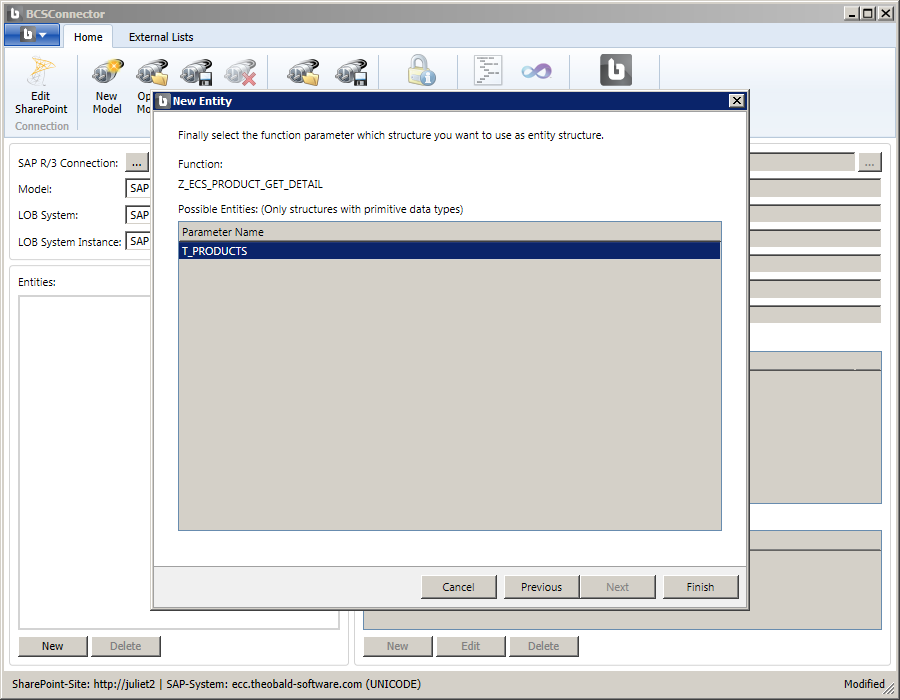 BCSConnector
Home
External Lists
Edit
SharePoint
New
Model
Op
Mo
Connection
New Entity
Finally select the function parameter which structure you want to use as entity structure.
Function:
Z_ECS_PRODUCT_GET_DETAIL
Possible Entities: (Only structures with primitive data types)
Parameter Name
T_PRODUCTS
Cancel
Previous
Next
Finish
SAP R/3 Connection:
...
...
Model:
SAP
LOB System:
SAP
LOB System Instance:
SAP
Entities:
New
Delete
New
Edit
Delete
SharePoint-Site: http://juliet2 | SAP-System: ecc.theobald-software.com (UNICODE)
Modified